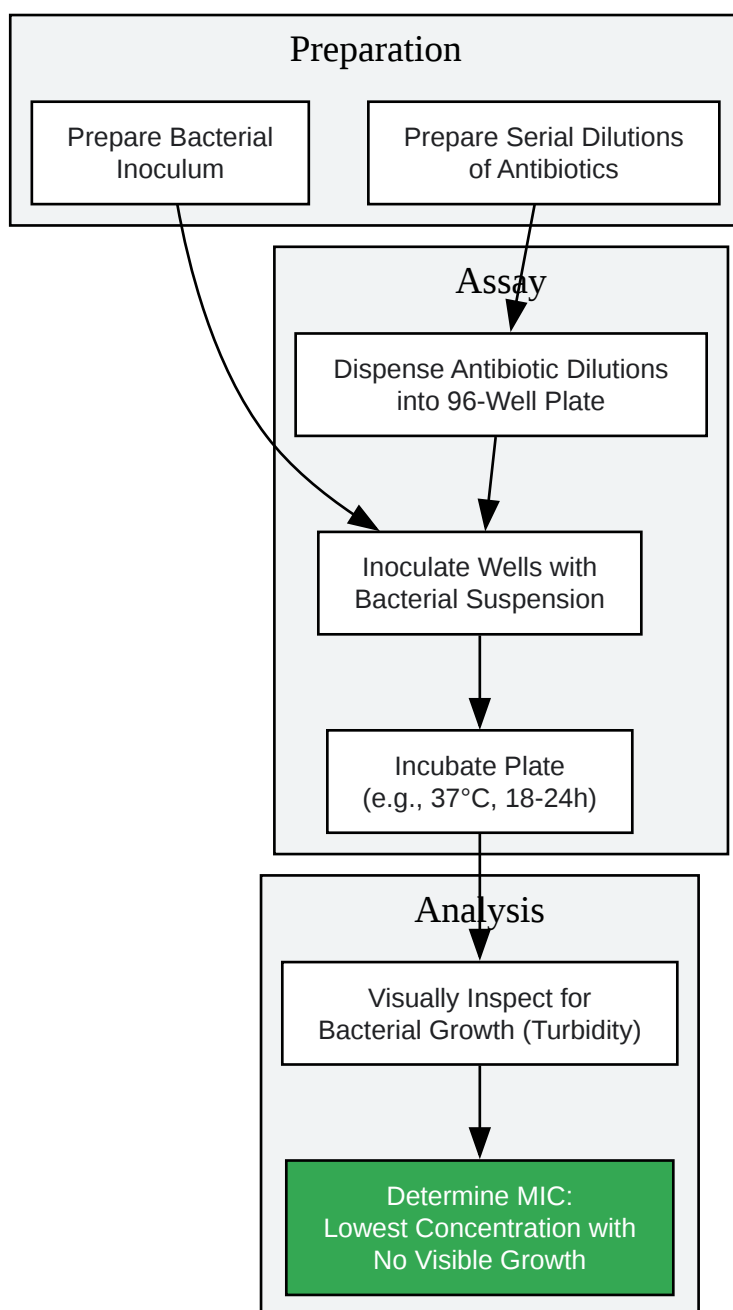 Preparation
Prepare Bacterial
Inoculum
Prepare Serial Dilutions
of Antibiotics
Assay
Dispense Antibiotic Dilutions
into 96-Well Plate
Inoculate Wells with
Bacterial Suspension
Incubate Plate
(e.g., 37°C, 18-24h)
Analysis
Visually Inspect for
Bacterial Growth (Turbidity)
Determine MIC:
Lowest Concentration with
No Visible Growth